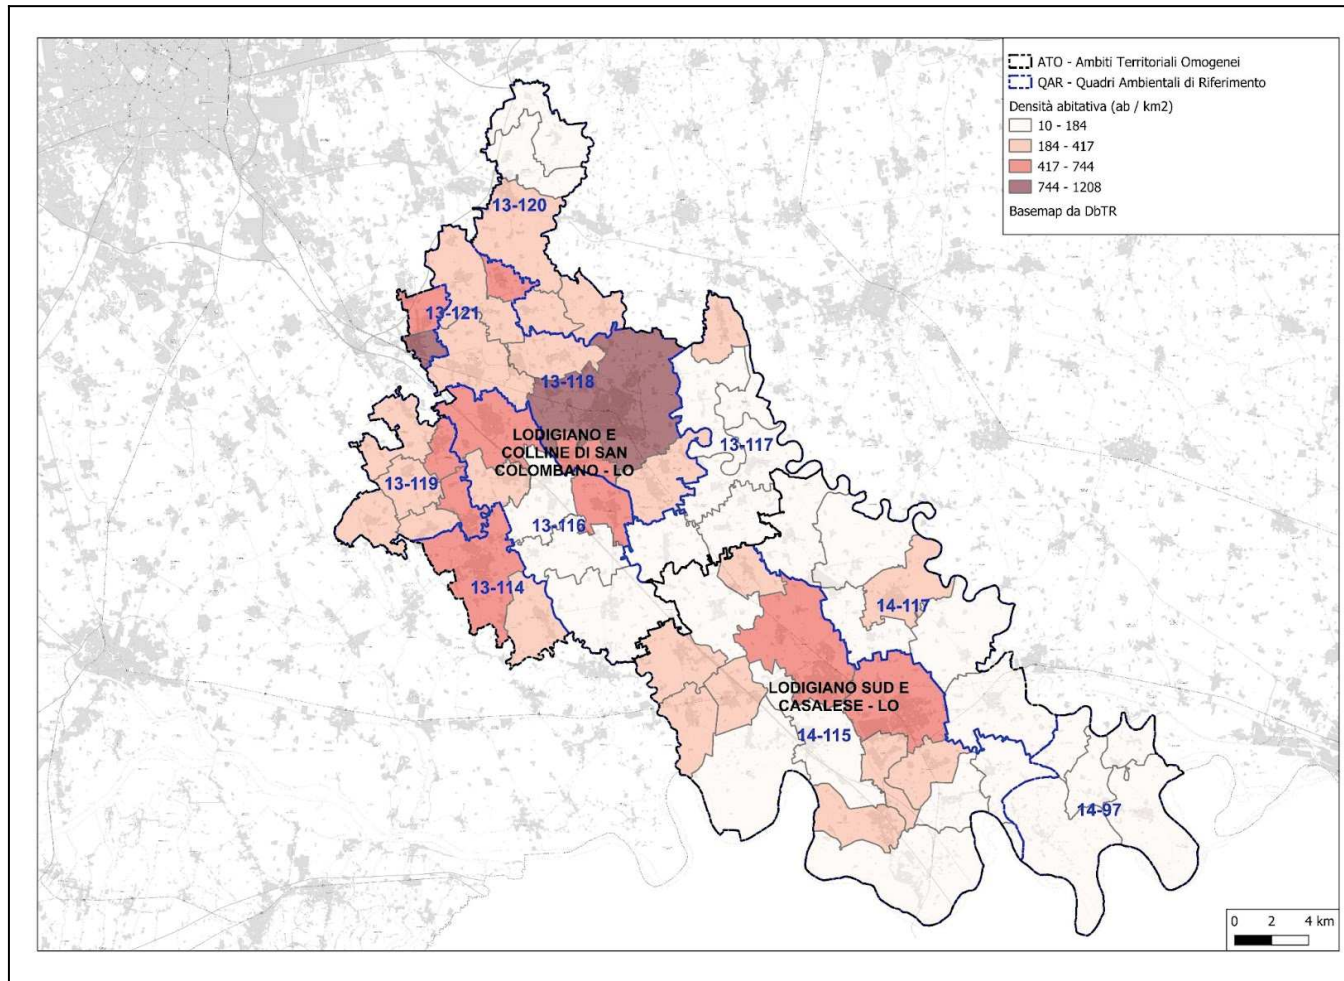 ATO - Ambiti Territoriali Omogenei
QAR - Quadri Ambientali di Riferimento
Densità abitativa (ab / km2)
10 - 184
184 - 417
417 - 744
744 - 1208
Basemap da DbTR
13-120
13-121
13-118
LODIGIANO E
COLLINE DI SAN
COLOMBANO - LO
13-117
13-119
13-116
13-114
14-117
LODIGIANO SUD E
CASALESE - LO
14-115
14-97
0 2 4 km